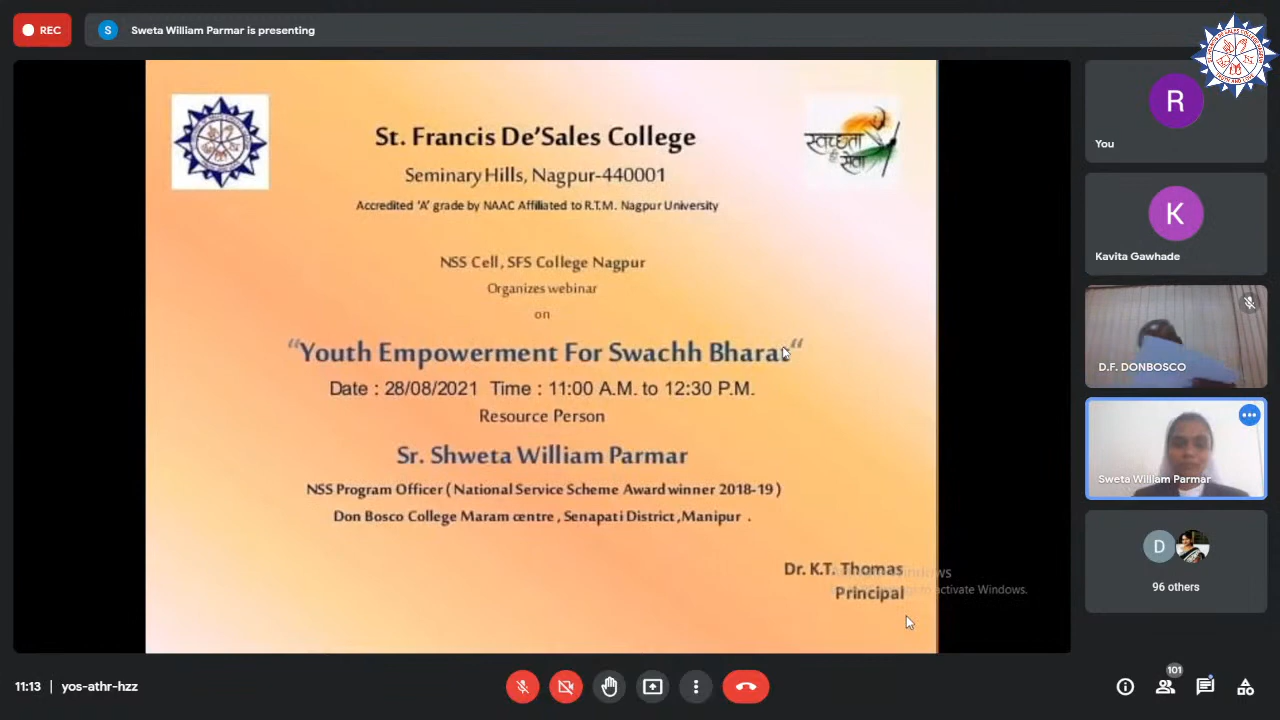 REC
S
Sweta William Parmar is presenting
St. Francis De'Sales College
Seminary Hills, Nagpur-440001
Accredited 'A' grade by NAAC Affiliated to R.T.M. Nagpur University
स्वच्छता
ही
सेवा
NSS Cell, SFS College Nagpur
Organizes webinar
on
“Youth Empowerment For Swachh Bharat“
Date : 28/08/2021 Time : 11:00 A.M. to 12:30 P.M.
Resource Person
Sr. Shweta William Parmar
NSS Program Officer ( National Service Scheme Award winner 2018-19 )
Don Bosco College Maram centre , Senapati District ,Manipur .
Dr. K.T. Thomas
Principal
activate Windows.
R
You
K
Kavita Gawhade
D.F. DONBOSCO
Sweta William Parmar
D
96 others
11:13 | yos-athr-hzz
101